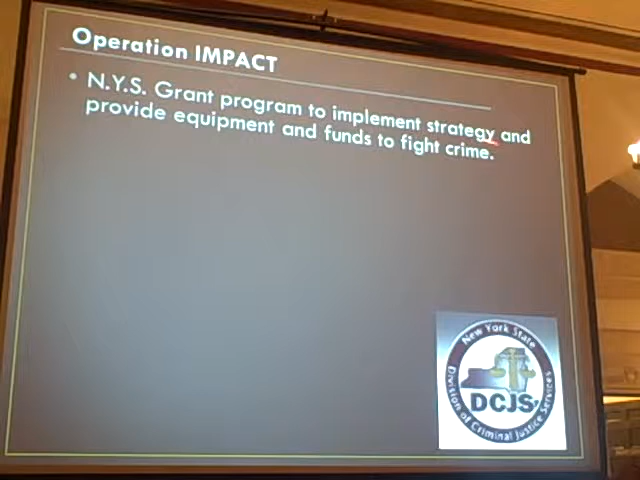 Operation IMPACT
• N.Y.S. Grant program to implement strategy and
provide equipment and funds to fight crime.
New York State
DCJS
Division of Criminal Justice Services